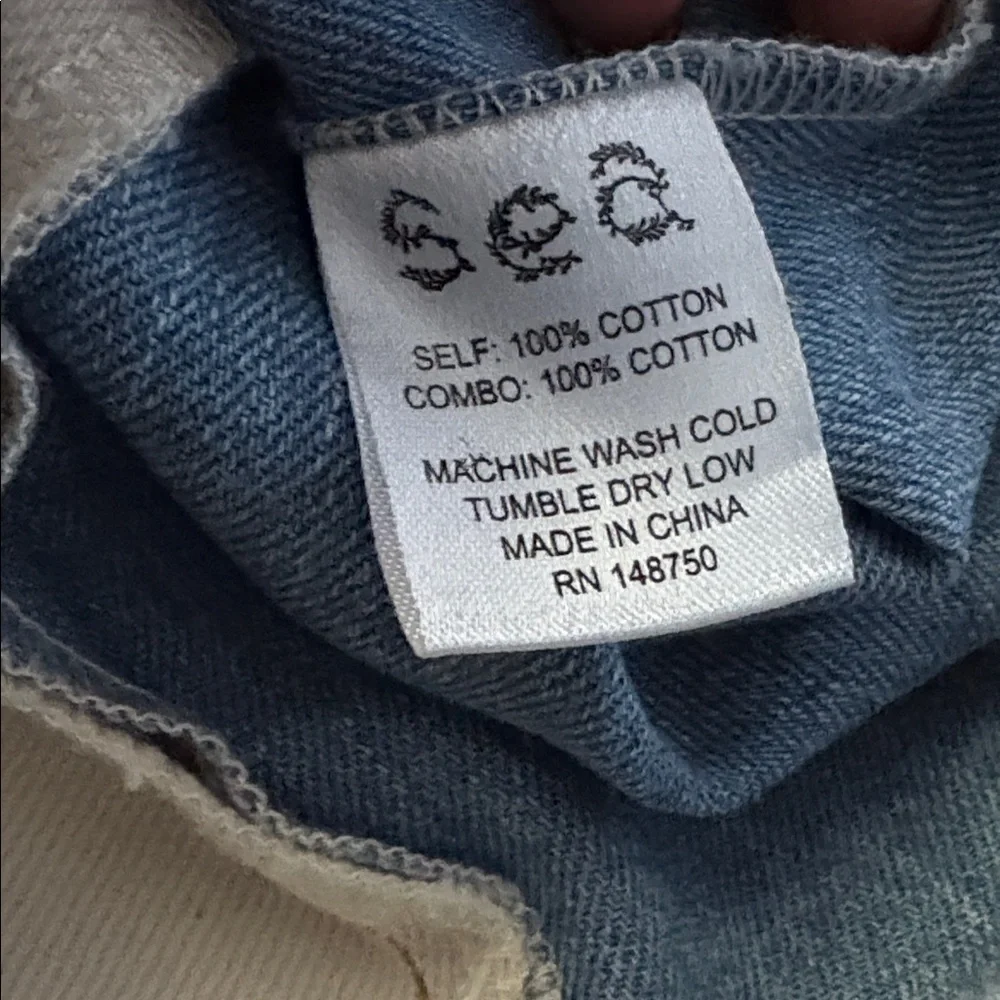 sea
SELF: 100% COTTON
COMBO: 100% COTTON
MACHINE WASH COLD
TUMBLE DRY LOW
MADE IN CHINA
RN 148750